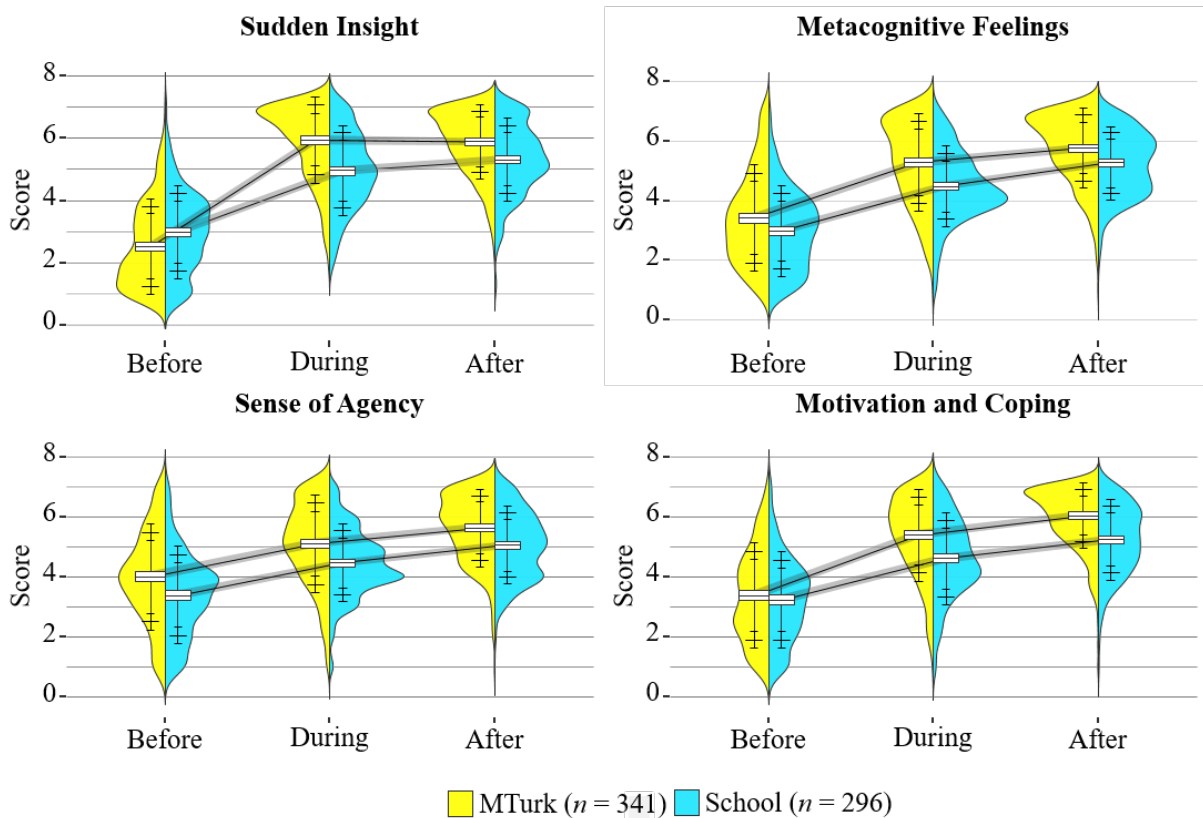 Sudden Insight
Metacognitive Feelings
8
6
4
2
0
Score
Before
During
After
8
6
4
2
0
Score
Before
During
After
Sense of Agency
Motivation and Coping
8
6
4
2
0
Score
Before
During
After
8
6
4
2
0
Score
Before
During
After
MTurk (n = 341) School (n = 296)